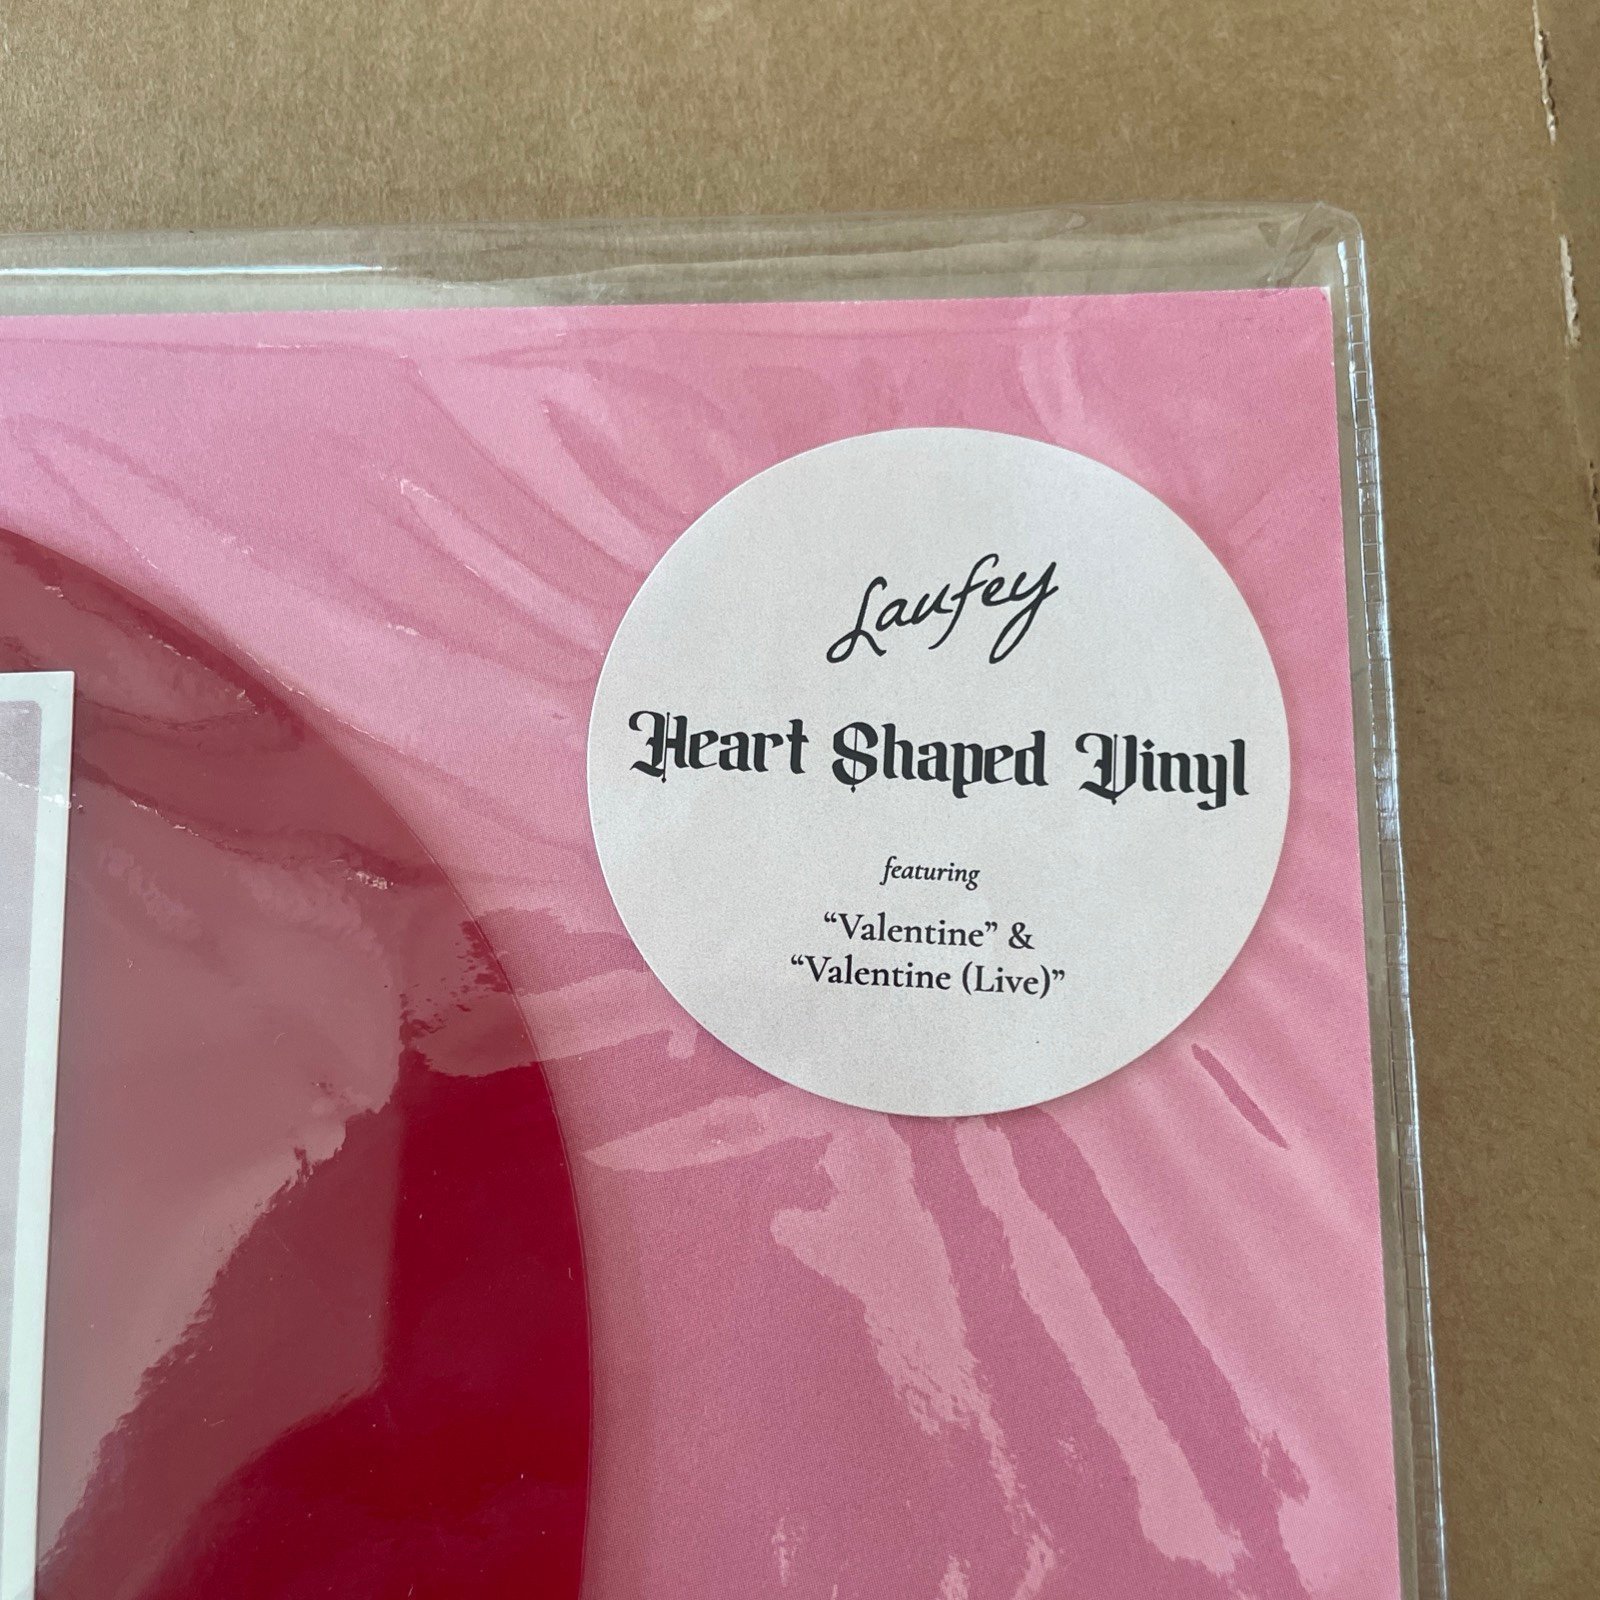 Laufey
Heart Shaped Vinyl
featuring
“Valentine” &
“Valentine (Live)”